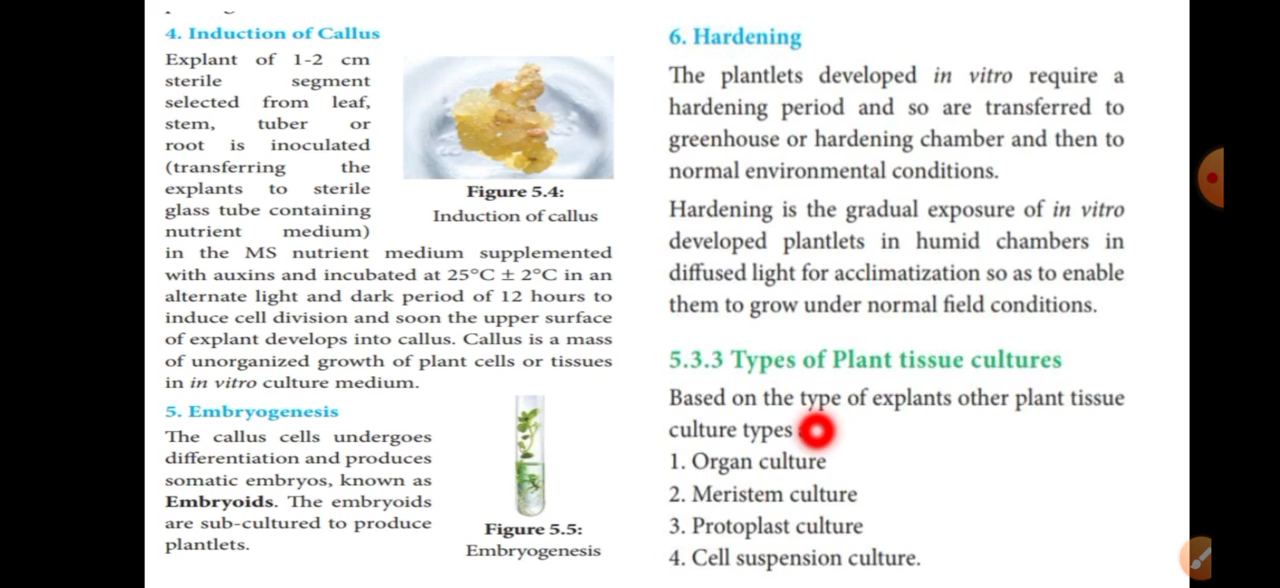 4. Induction of Callus
Explant of 1-2 cm
sterile segment
selected from leaf,
stem, tuber or
root is inoculated
(transferring the
explants to sterile
glass tube containing
nutrient medium)
in the MS nutrient medium supplemented
with auxins and incubated at 25°C ± 2°C in an
alternate light and dark period of 12 hours to
induce cell division and soon the upper surface
of explant develops into callus. Callus is a mass
of unorganized growth of plant cells or tissues
in in vitro culture medium.
Figure 5.4:
Induction of callus
5. Embryogenesis
The callus cells undergoes
differentiation and produces
somatic embryos, known as
Embryoids. The embryoids
are sub-cultured to produce
plantlets.
Figure 5.5:
Embryogenesis
6. Hardening
The plantlets developed in vitro require a
hardening period and so are transferred to
greenhouse or hardening chamber and then to
normal environmental conditions.
Hardening is the gradual exposure of in vitro
developed plantlets in humid chambers in
diffused light for acclimatization so as to enable
them to grow under normal field conditions.
5.3.3 Types of Plant tissue cultures
Based on the type of explants other plant tissue
culture types
1. Organ culture
2. Meristem culture
3. Protoplast culture
4. Cell suspension culture.